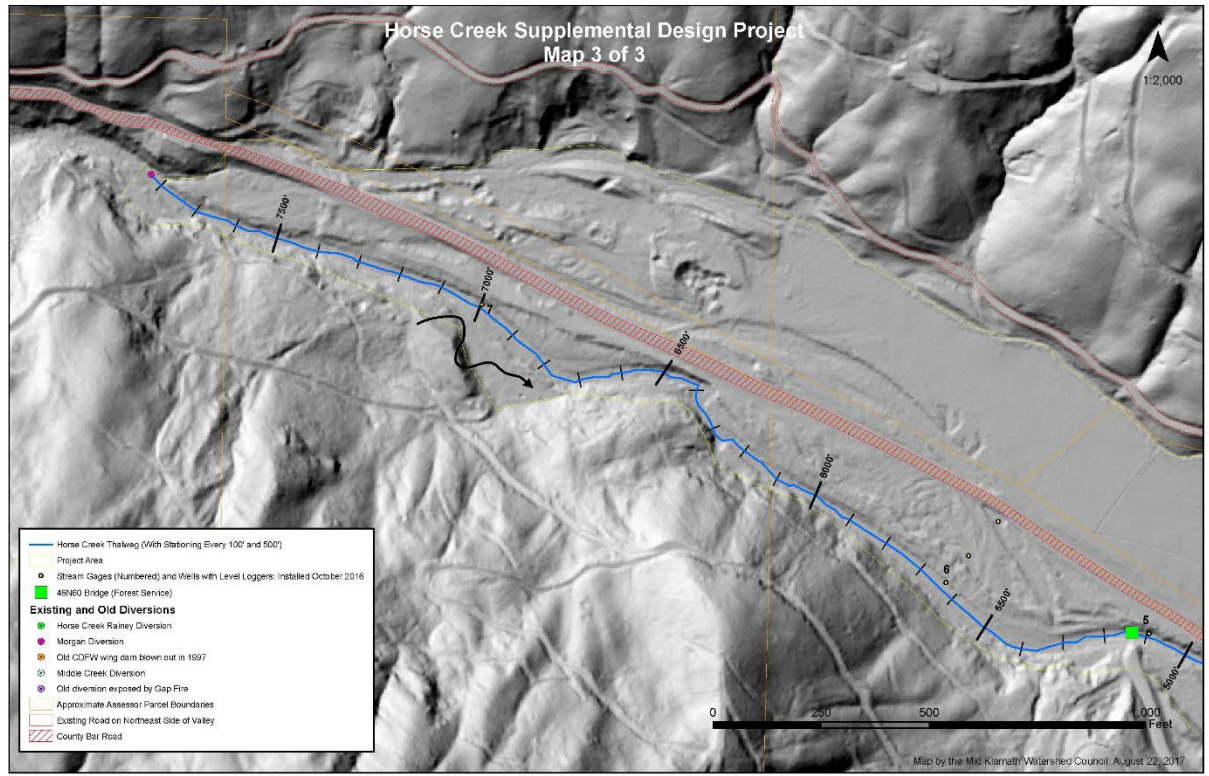 Horse Creek Supplemental Design Project
Map 3 of 3
1:2,000
7500'
7000'
7
6500'
6000'
6
5500'
5
5000'
Horse Creek Thalweg (With Stationing Every 100' and 500')
Project Area
Stream Gages (Numbered) and Wells with Level Loggers: Installed October 2016
46N60 Bridge (Forest Service)
Existing and Old Diversions
Horse Creek Rainey Diversion
Morgan Diversion
Old CDFW wing dam blown out in 1997
Middle Creek Diversion
Old diversion exposed by Gap Fire
Approximate Assessor Parcel Boundaries
Existing Road on Northeast Side of Valley
County Bar Road
0 250 500 1,000
Feet
Map by the Mid Klamath Watershed Council: August 22, 2017